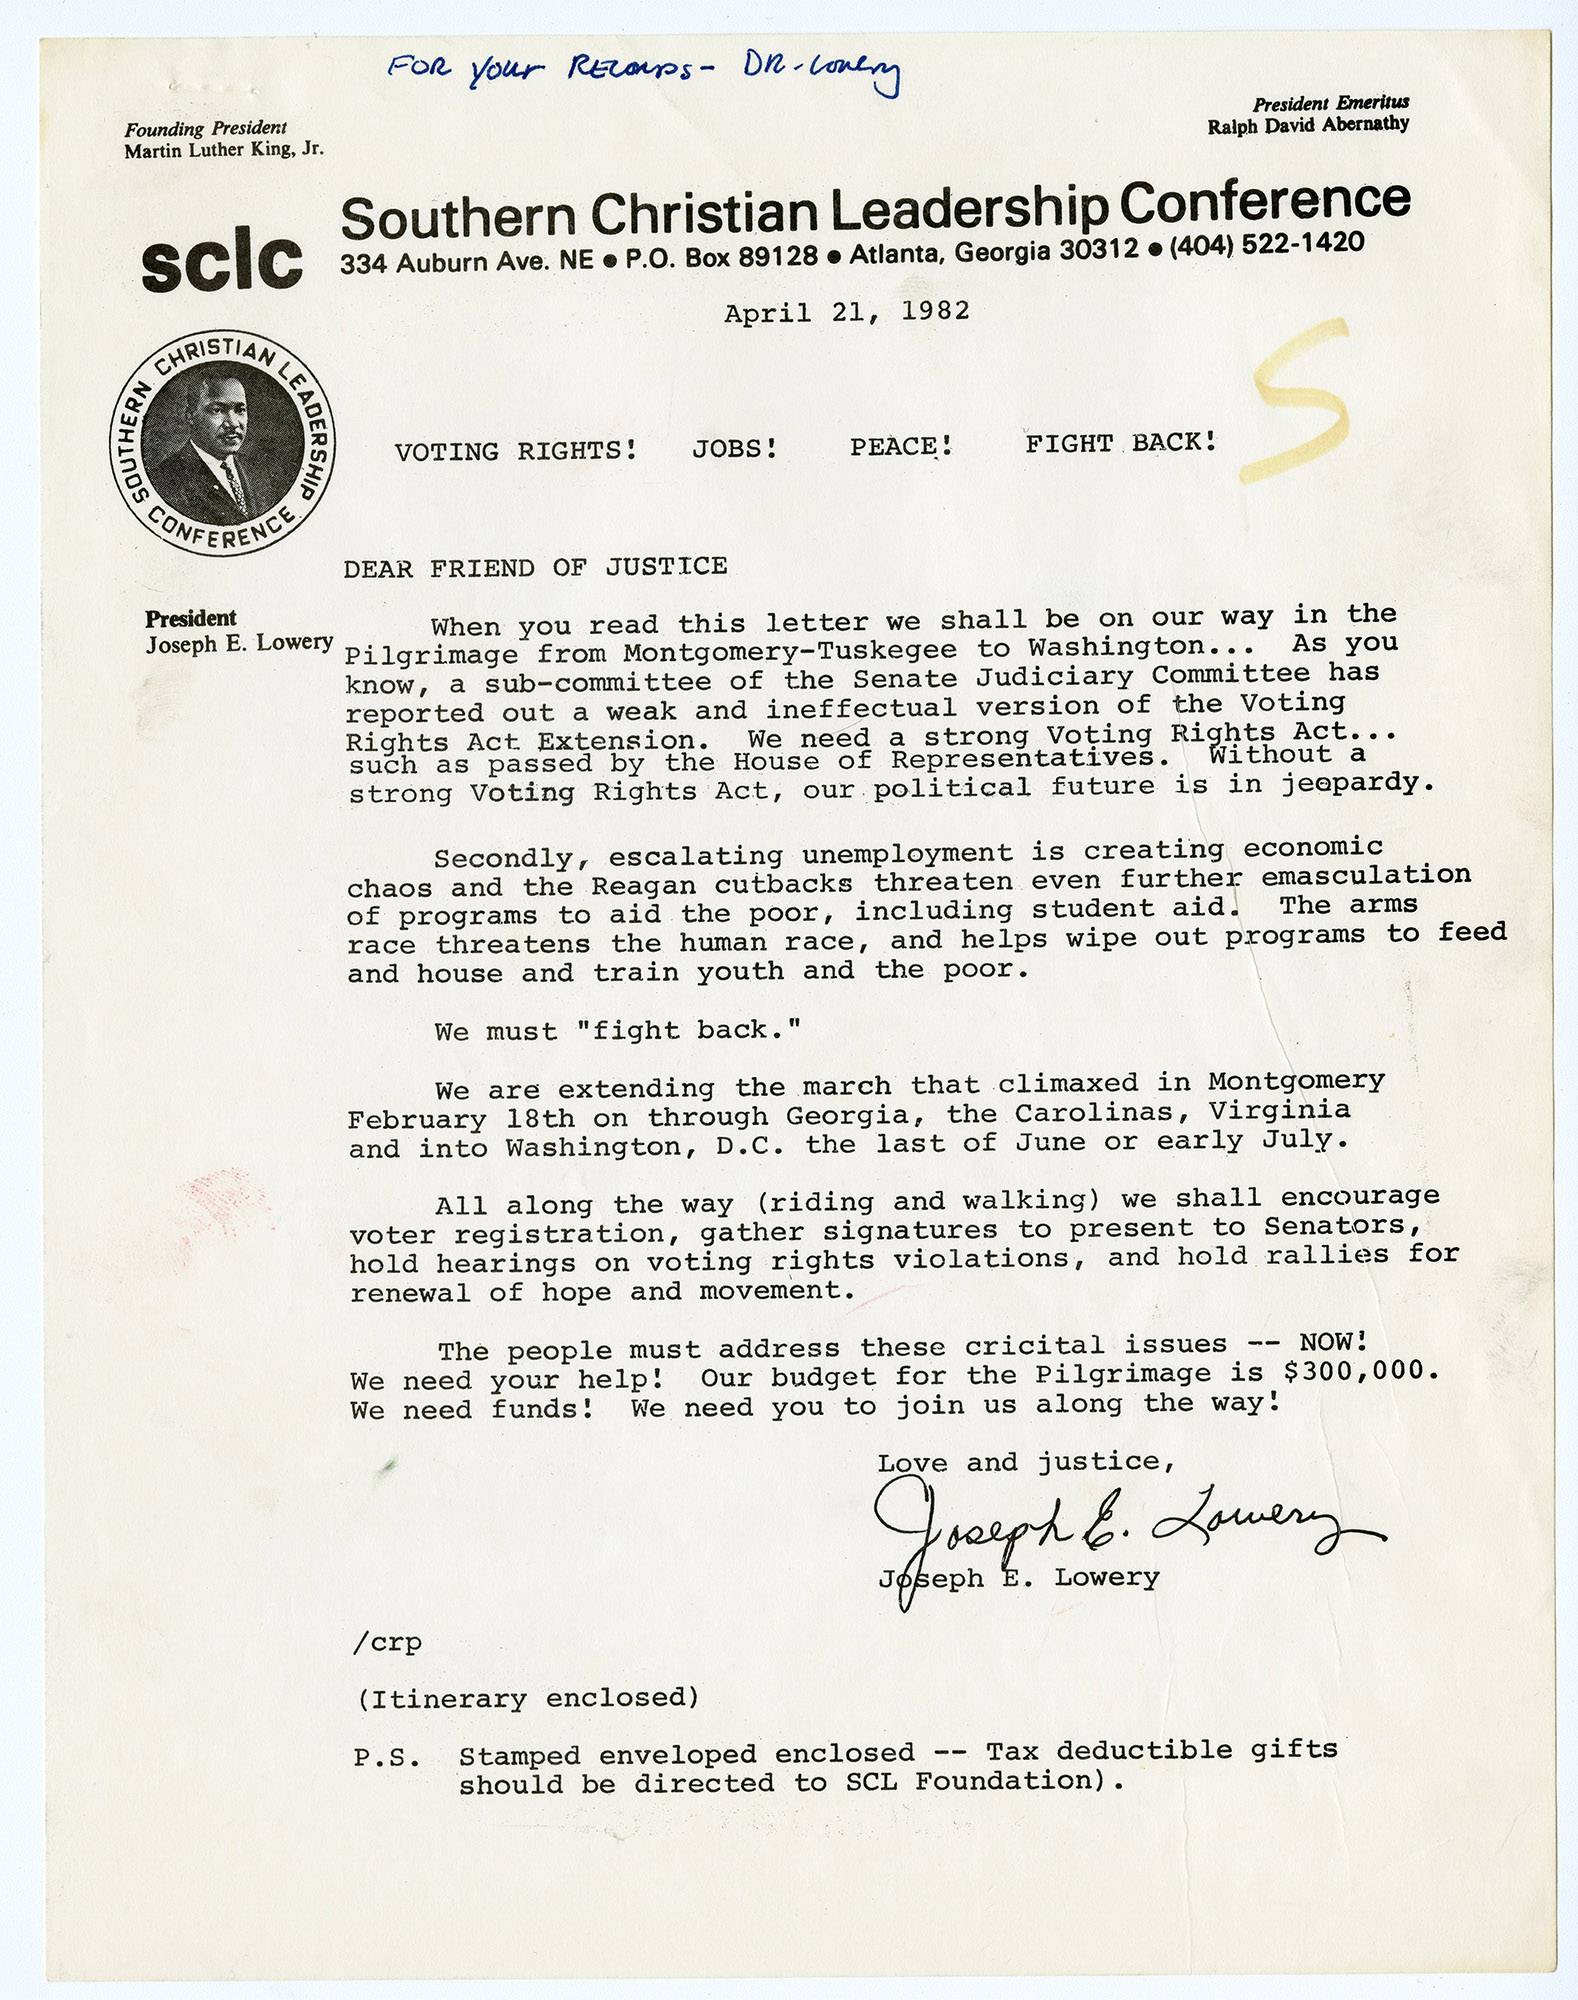 FOR YOUR RECORDS- DR. Lowery
Founding President
Martin Luther King, Jr.
President Emeritus
Ralph David Abernathy
sclc
Southern Christian Leadership Conference
334 Auburn Ave. NE ● P.O. Box 89128 ● Atlanta, Georgia 30312 ● (404) 522-1420
April 21, 1982
S
SOUTHERN CHRISTIAN LEADERSHIP CONFERENCE
VOTING RIGHTS! JOBS! PEACE! FIGHT BACK!
DEAR FRIEND OF JUSTICE
President
Joseph E. Lowery
When you read this letter we shall be on our way in the
Pilgrimage from Montgomery-Tuskegee to Washington... As you
know, a sub-committee of the Senate Judiciary Committee has
reported out a weak and ineffectual version of the Voting
Rights Act Extension. We need a strong Voting Rights Act...
such as passed by the House of Representatives. Without a
strong Voting Rights Act, our political future is in jeopardy.
Secondly, escalating unemployment is creating economic
chaos and the Reagan cutbacks threaten even further emasculation
of programs to aid the poor, including student aid. The arms
race threatens the human race, and helps wipe out programs to feed
and house and train youth and the poor.
We must "fight back."
We are extending the march that climaxed in Montgomery
February 18th on through Georgia, the Carolinas, Virginia
and into Washington, D.C. the last of June or early July.
All along the way (riding and walking) we shall encourage
voter registration, gather signatures to present to Senators,
hold hearings on voting rights violations, and hold rallies for
renewal of hope and movement.
The people must address these cricital issues -- NOW!
We need your help! Our budget for the Pilgrimage is $300,000.
We need funds! We need you to join us along the way!
Love and justice,
Joseph E. Lowery
Joseph E. Lowery
/crp
(Itinerary enclosed)
P.S. Stamped enveloped enclosed -- Tax deductible gifts
should be directed to SCL Foundation).